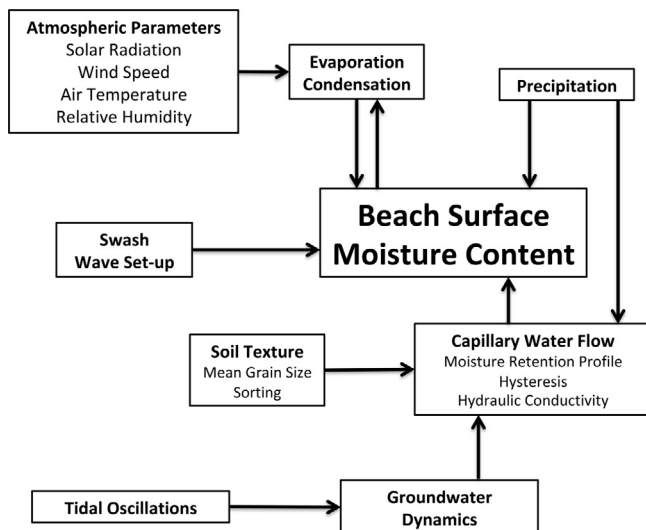 Atmospheric Parameters
Solar Radiation
Wind Speed
Air Temperature
Relative Humidity
Evaporation
Condensation
Precipitation
Beach Surface
Moisture Content
Swash
Wave Set-up
Soil Texture
Mean Grain Size
Sorting
Capillary Water Flow
Moisture Retention Profile
Hysteresis
Hydraulic Conductivity
Tidal Oscillations
Groundwater
Dynamics